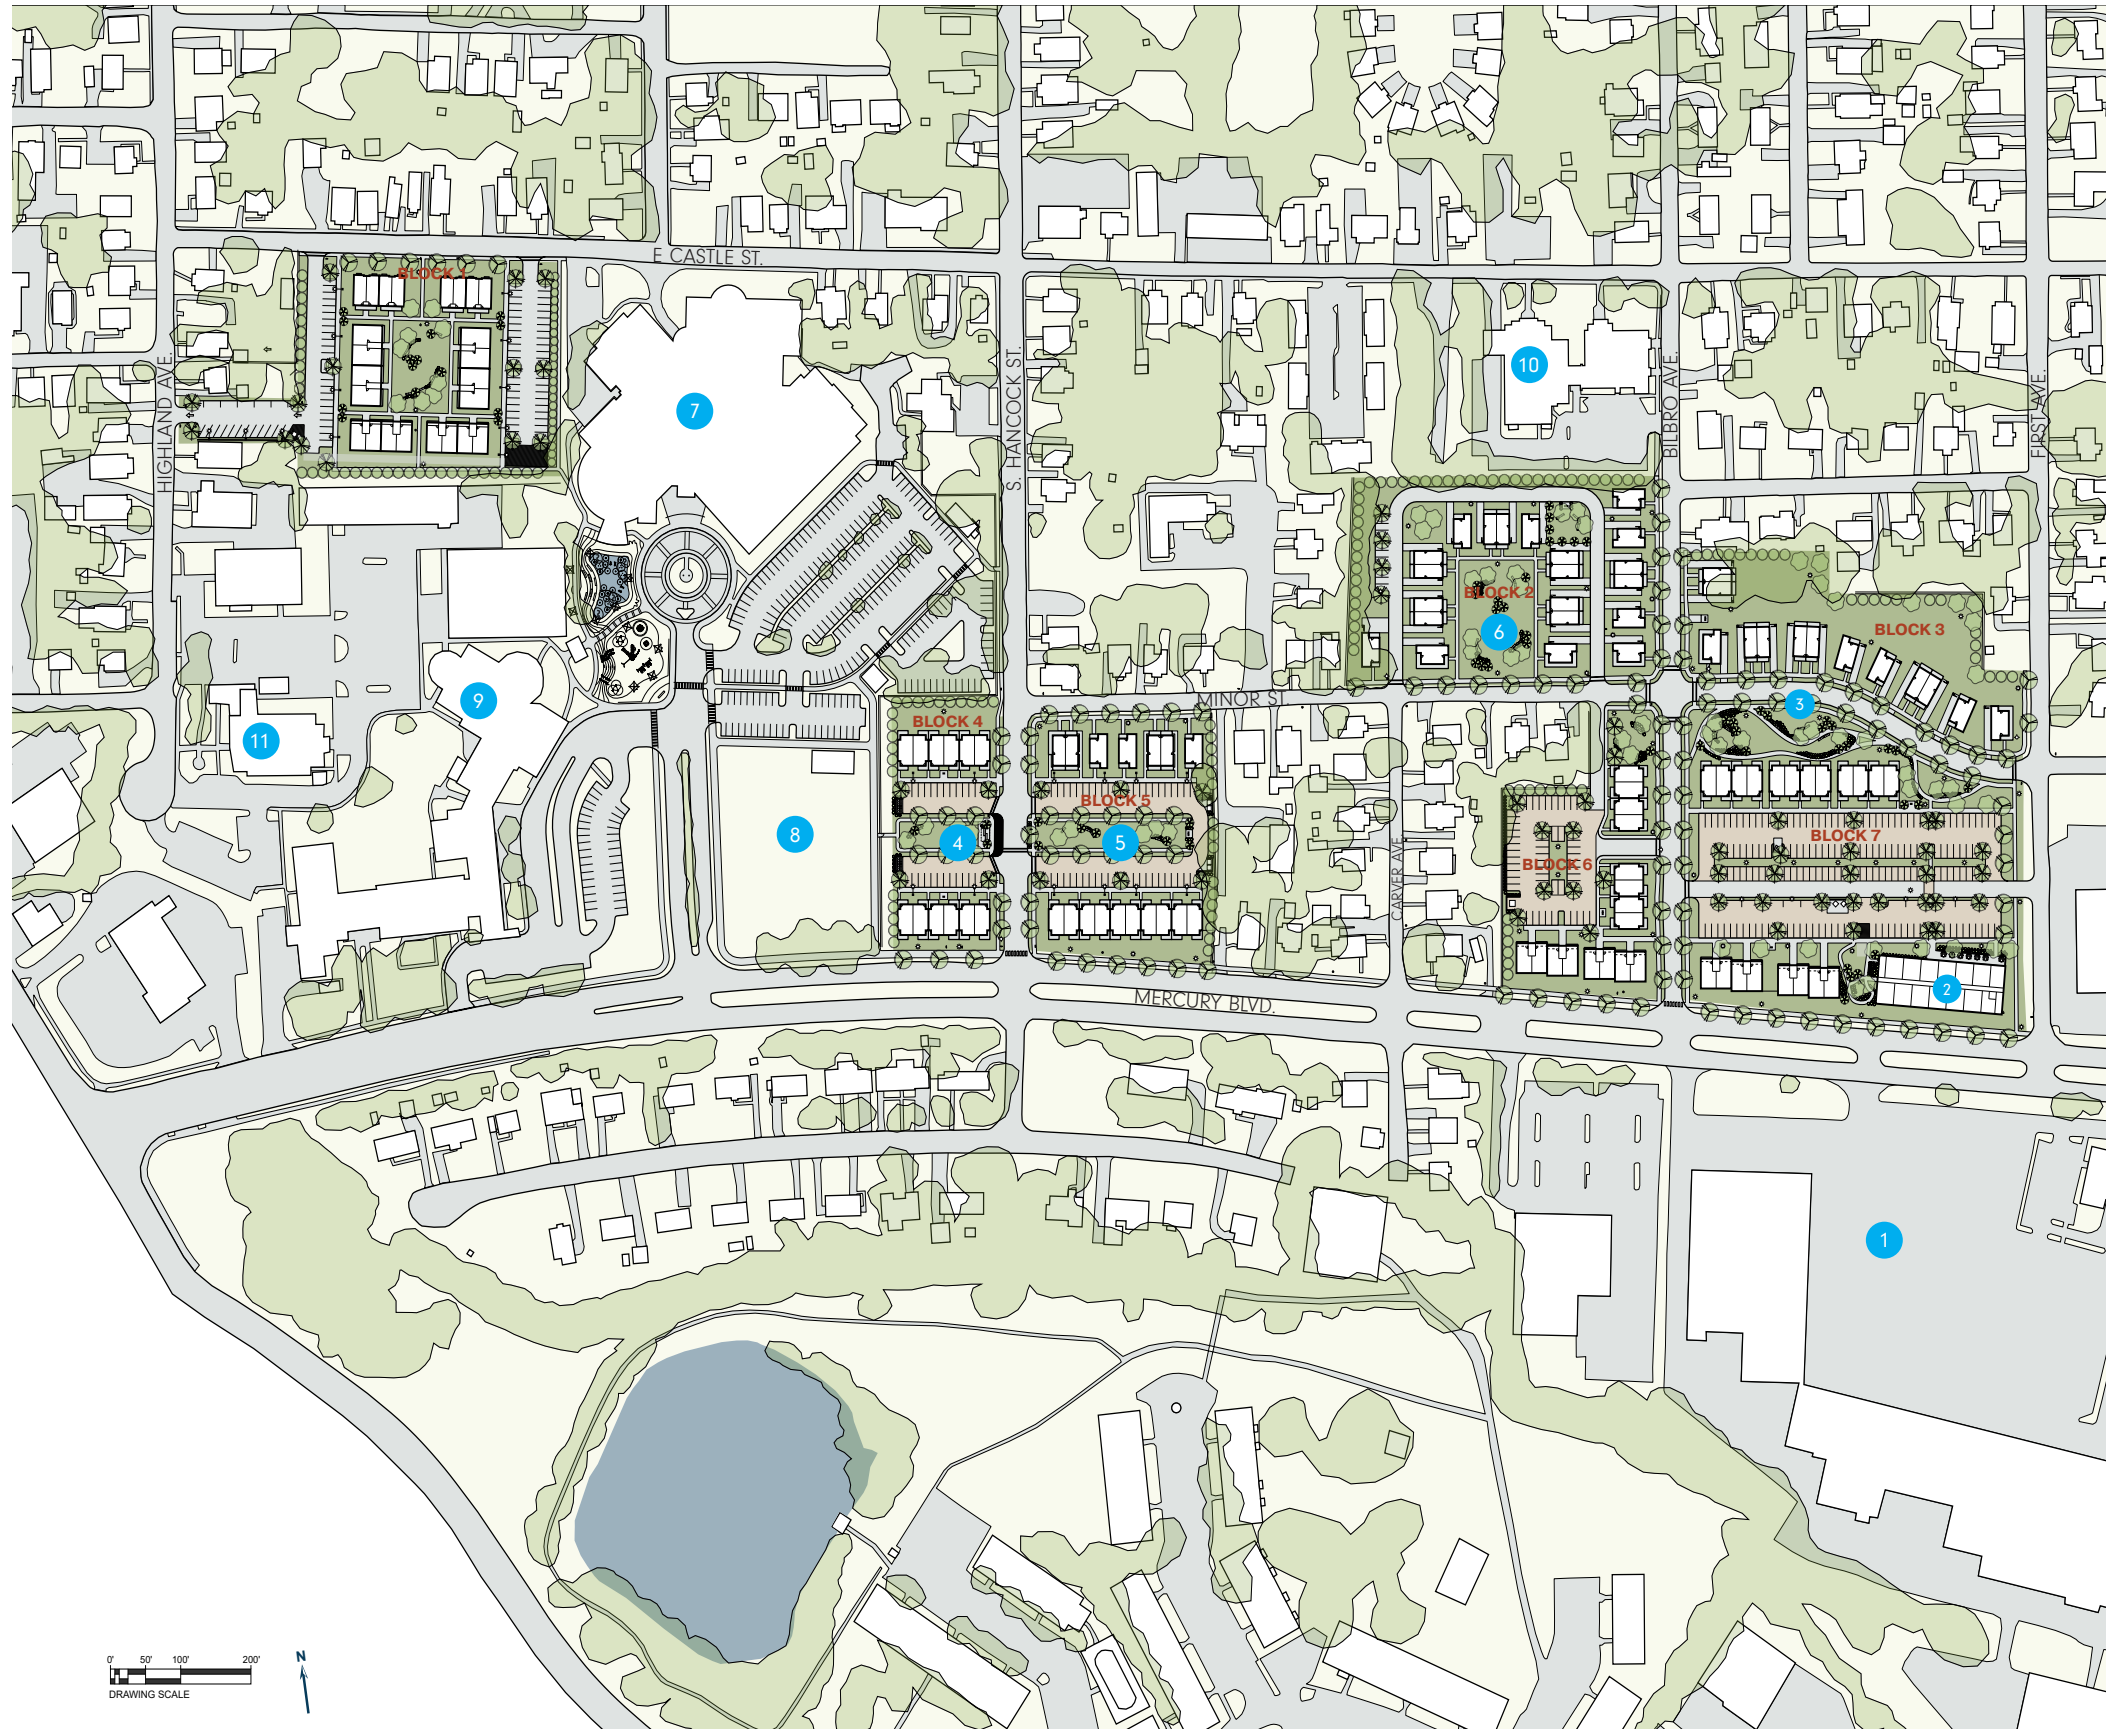 E CASTLE ST.
BLOCK 1
HIGHLAND AVE.
7
S. HANCOCK ST.
10
BILBRO AVE.
FIRST AVE.
BLOCK 2
6
BLOCK 3
9
11
MINOR ST.
3
BLOCK 4
BLOCK 5
8
4
5
CARVER AVE.
BLOCK 6
BLOCK 7
2
MERCURY BLVD.
1
0' 50' 100' 200'
DRAWING SCALE
N